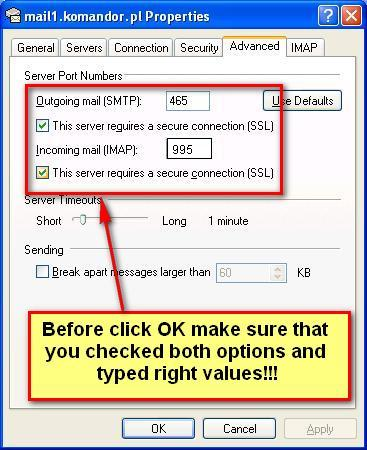 mail1.komandor.pl Properties
General Servers Connection Security Advanced IMAP
Server Port Numbers
Outgoing mail (SMTP): 465 Use Defaults
This server requires a secure connection (SSL)
Incoming mail (IMAP): 995
This server requires a secure connection (SSL)
Server Timeouts
Short Long 1 minute
Sending
Break apart messages larger than 60 KB
Before click OK make sure that
you checked both options and
typed right values!!!
OK Cancel Apply